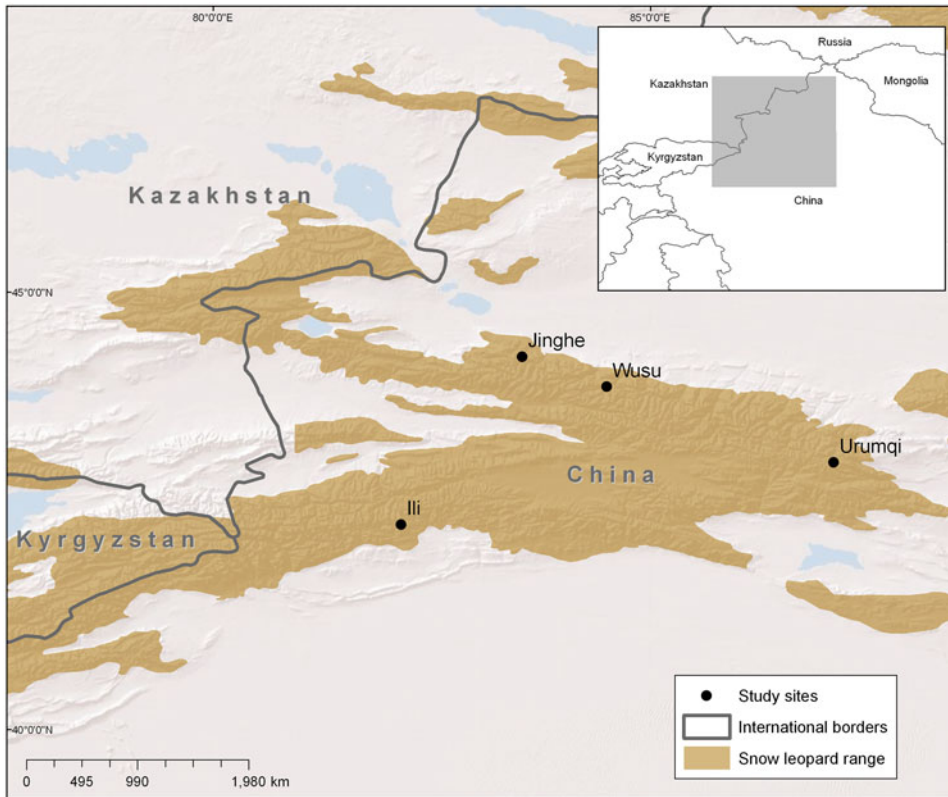 80°0'0"E
85°0'0"E
Russia
Kazakhstan
Mongolia
Kyrgyzstan
China
Kazakhstan
45°0'0"N
Jinghe
Wusu
Urumqi
China
Ili
Kyrgyzstan
40°0'0"N
Study sites
International borders
Snow leopard range
0 495 990 1,980 km